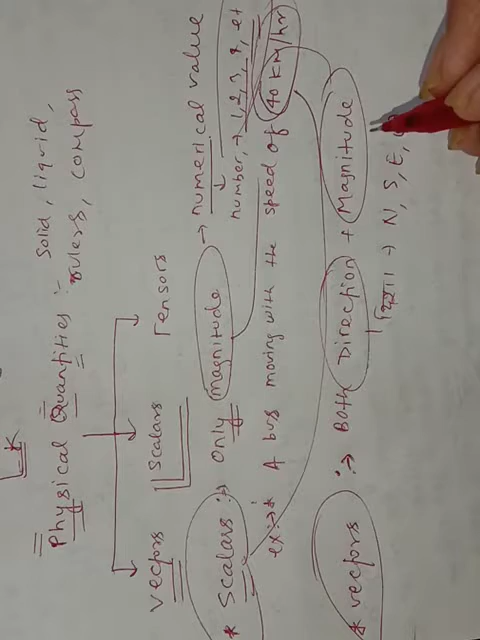 * Physical Quantities :- Solid, liquid,
rulers, compass
Vectors Scalars Tensors
* Scalars :→ Only Magnitude → numerical value
number, → 1, 2, 3, 4, et
ex:→* A bus moving with the speed of 40 KM/hr
* vectors :→ Both Direction + Magnitude
→ N, S, E,